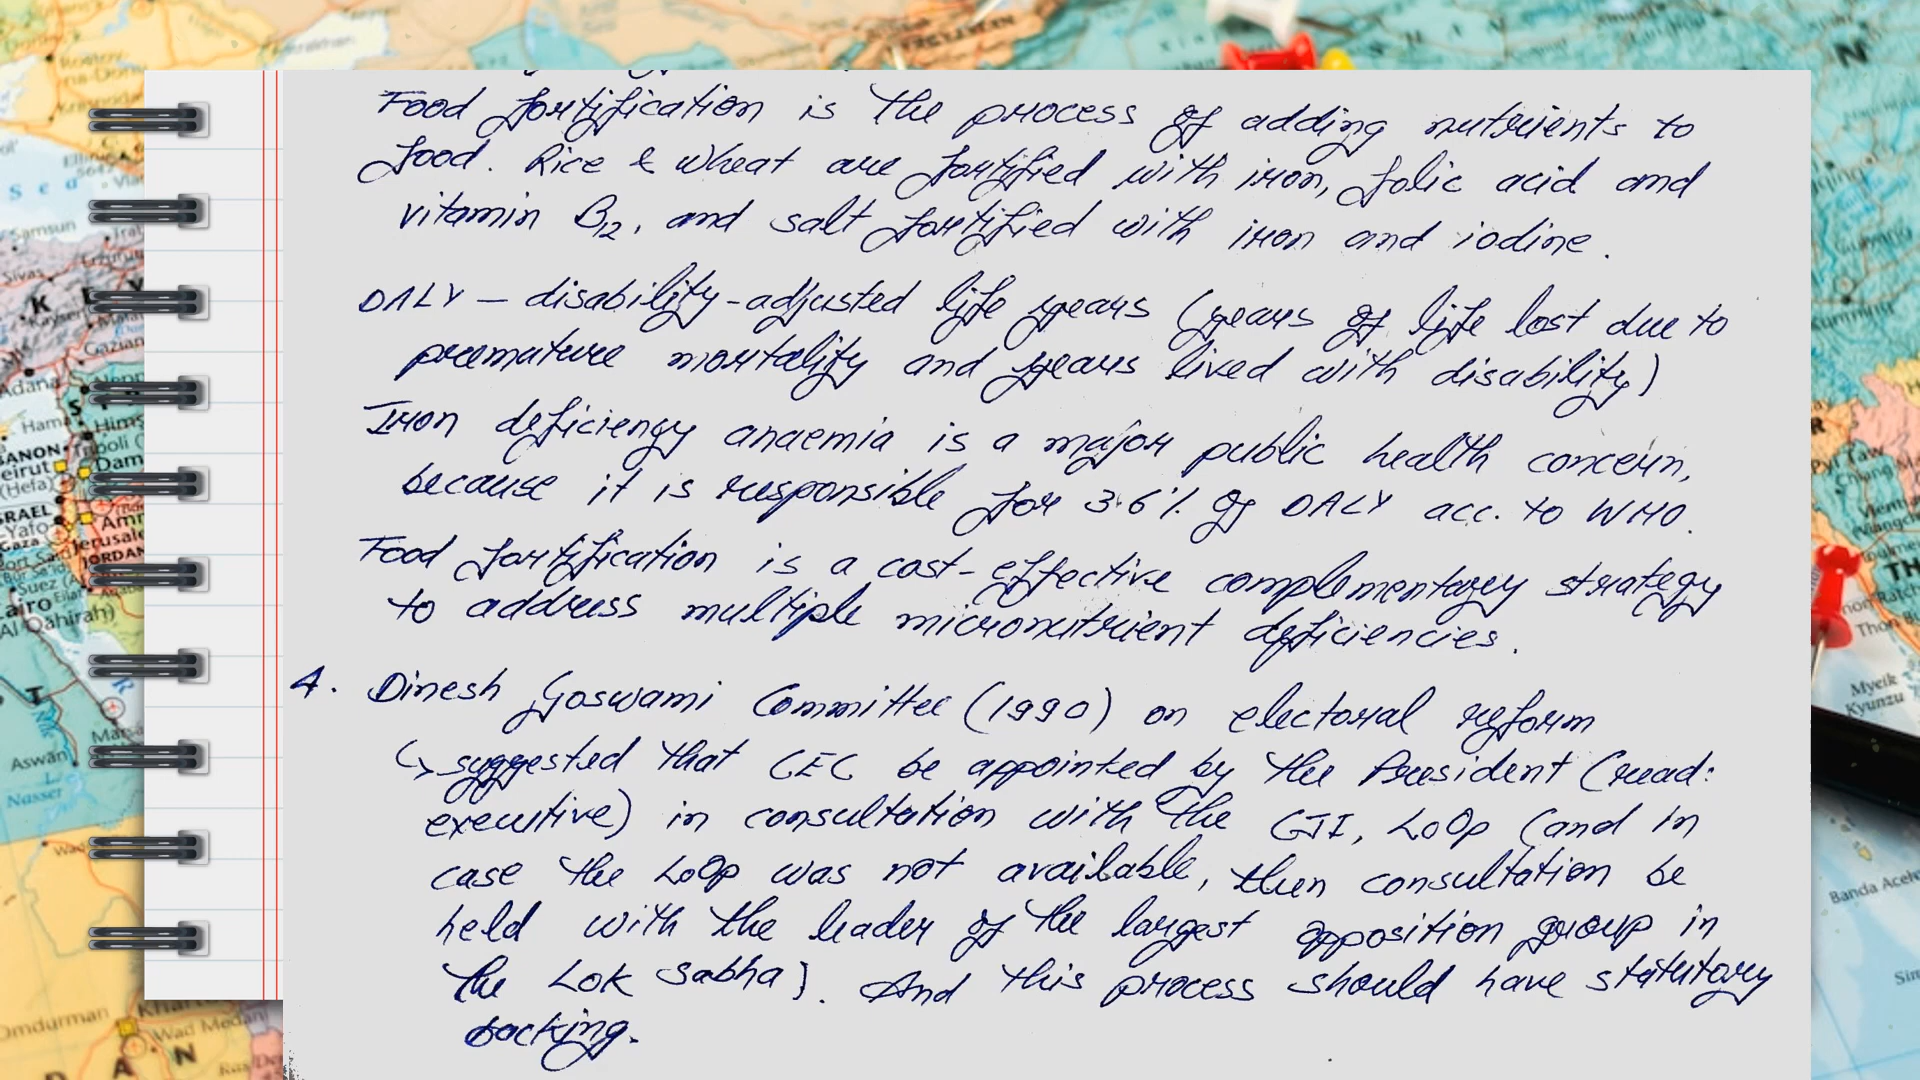 Food fortification is the process of adding nutrients to
food. Rice & wheat are fortified with iron, folic acid and
vitamin B12, and salt fortified with iron and iodine.
DALY – disability-adjusted life years (years of life lost due to
premature mortality and years lived with disability)
Iron deficiency anaemia is a major public health concern,
because it is responsible for 3.6% of DALY acc. to WHO.
Food fortification is a cost-effective complementary strategy
to address multiple micronutrient deficiencies.
4. Dinesh Goswami Committee (1990) on electoral reform
↳ suggested that CEC be appointed by the President (read:
executive) in consultation with the CJI, LoOp (and in
case the LoOp was not available, then consultation be
held with the leader of the largest opposition group in
the Lok Sabha). And this process should have statutory
backing.